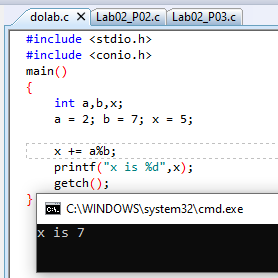 dolab.c Lab02_P02.c Lab02_P03.c
#include <stdio.h>
#include <conio.h>
main()
{
int a,b,x;
a = 2; b = 7; x = 5;
x += a%b;
printf("x is %d",x);
getch();
}
C:\WINDOWS\system32\cmd.exe
x is 7